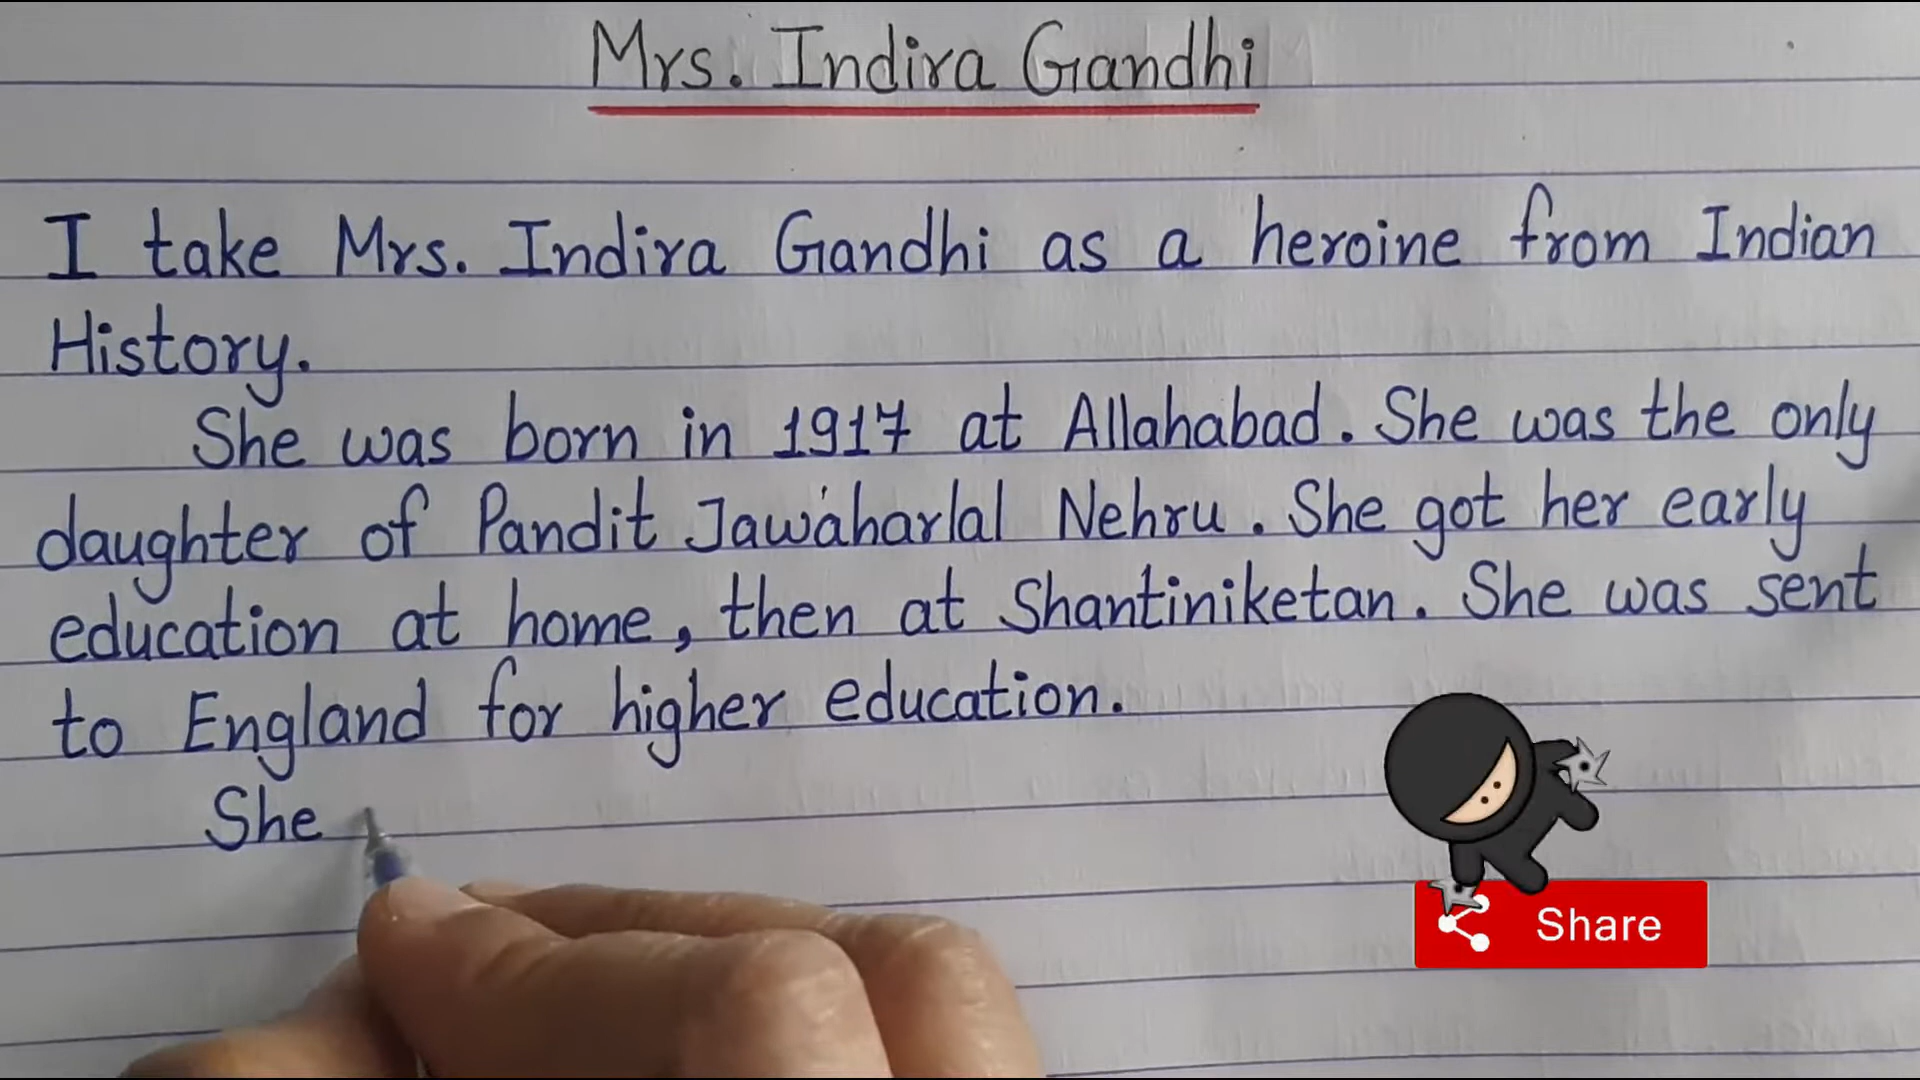 Mrs. Indira Gandhi
I take Mrs. Indira Gandhi as a heroine from Indian
History.
She was born in 1917 at Allahabad. She was the only
daughter of Pandit Jawaharlal Nehru. She got her early
education at home, then at Shantiniketan. She was sent
to England for higher education.
She
Share